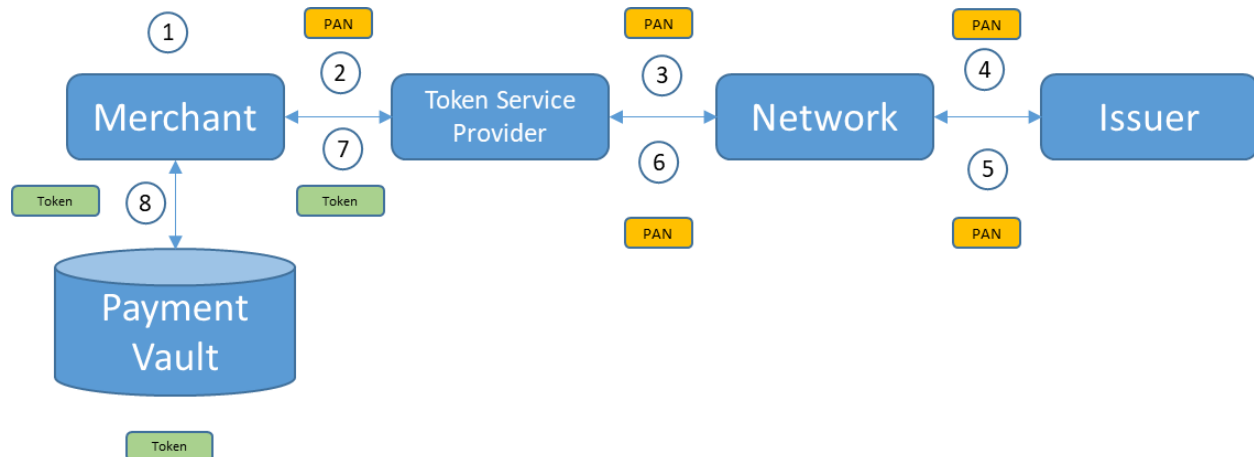 1
PAN
PAN
PAN
2
3
4
Merchant
Token Service
Provider
Network
Issuer
7
6
5
Token
8
Token
PAN
PAN
Payment
Vault
Token